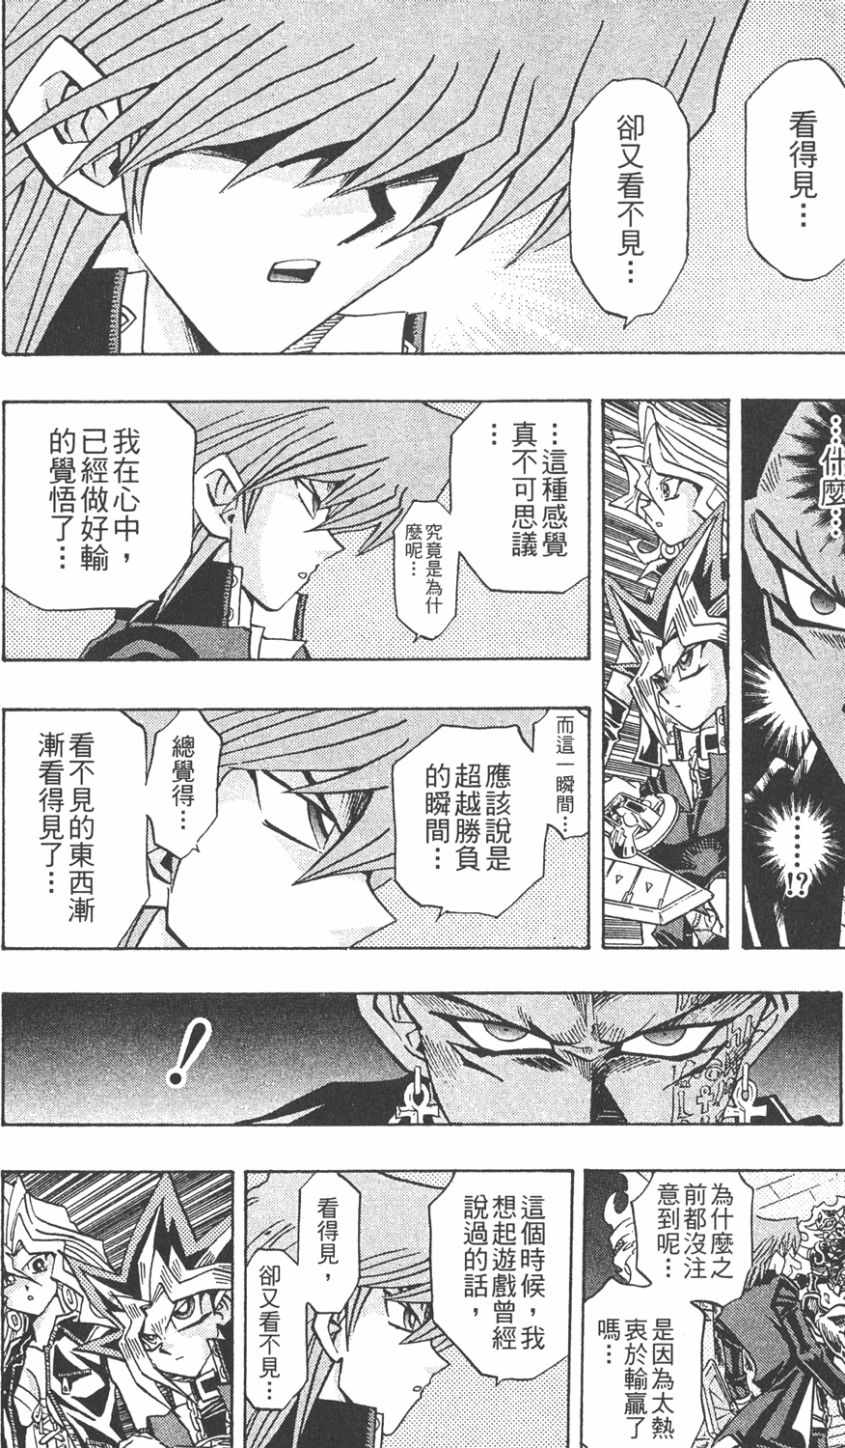 看得見…
卻又看不見…
…什麼…
……!?
…這種感覺
真不可思議
…
究竟是為什
麼呢…
我在心中，
已經做好輸
的覺悟了…
而這一瞬間…
應該說是
超越勝負
的瞬間…
總覺得…
看不見的東西漸
漸看得見了…
！
為什麼之
前都沒注
意到呢…
是因為太熱
衷於輸贏了
嗎…
這個時候，我
想起遊戲曾經
說過的話，
看得見，
卻又看不見…